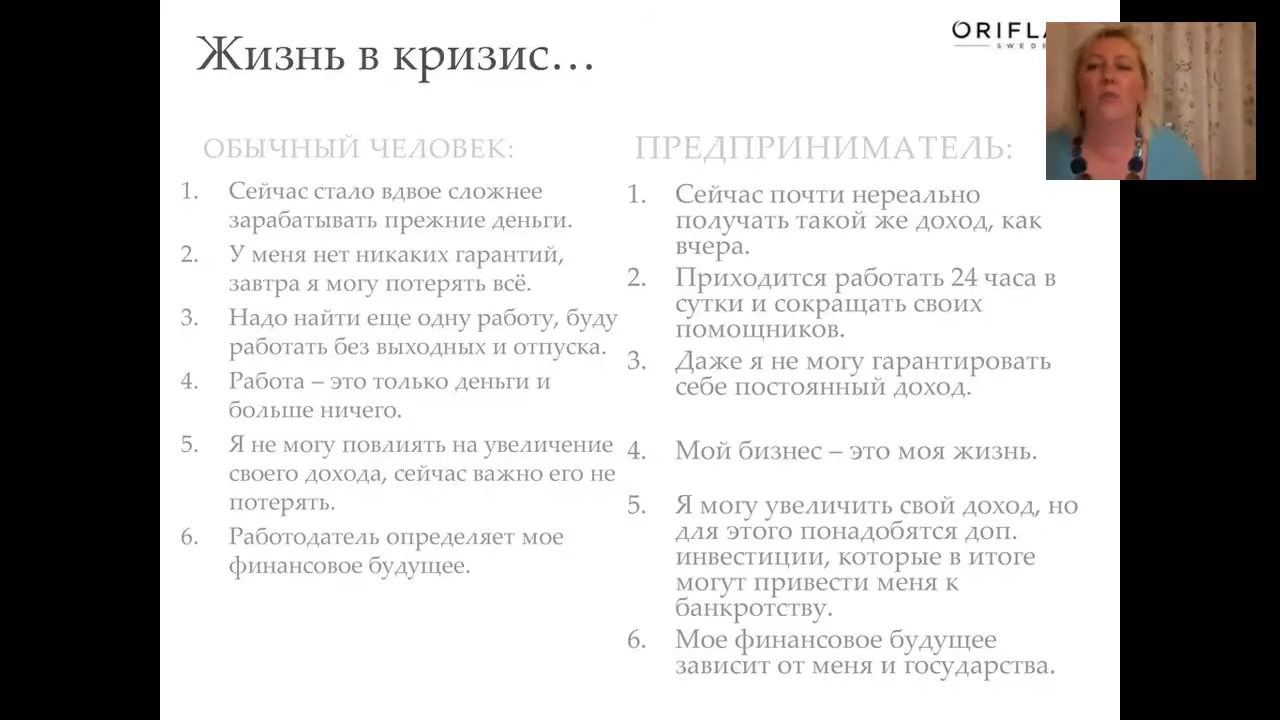 Жизнь в кризис…
ORIFLA
SWEDE
ОБЫЧНЫЙ ЧЕЛОВЕК:
1. Сейчас стало вдвое сложнее
зарабатывать прежние деньги.
2. У меня нет никаких гарантий,
завтра я могу потерять всё.
3. Надо найти еще одну работу, буду
работать без выходных и отпуска.
4. Работа – это только деньги и
больше ничего.
5. Я не могу повлиять на увеличение
своего дохода, сейчас важно его не
потерять.
6. Работодатель определяет мое
финансовое будущее.
ПРЕДПРИНИМАТЕЛЬ:
1. Сейчас почти нереально
получать такой же доход, как
вчера.
2. Приходится работать 24 часа в
сутки и сокращать своих
помощников.
3. Даже я не могу гарантировать
себе постоянный доход.
4. Мой бизнес – это моя жизнь.
5. Я могу увеличить свой доход, но
для этого понадобятся доп.
инвестиции, которые в итоге
могут привести меня к
банкротству.
6. Мое финансовое будущее
зависит от меня и государства.